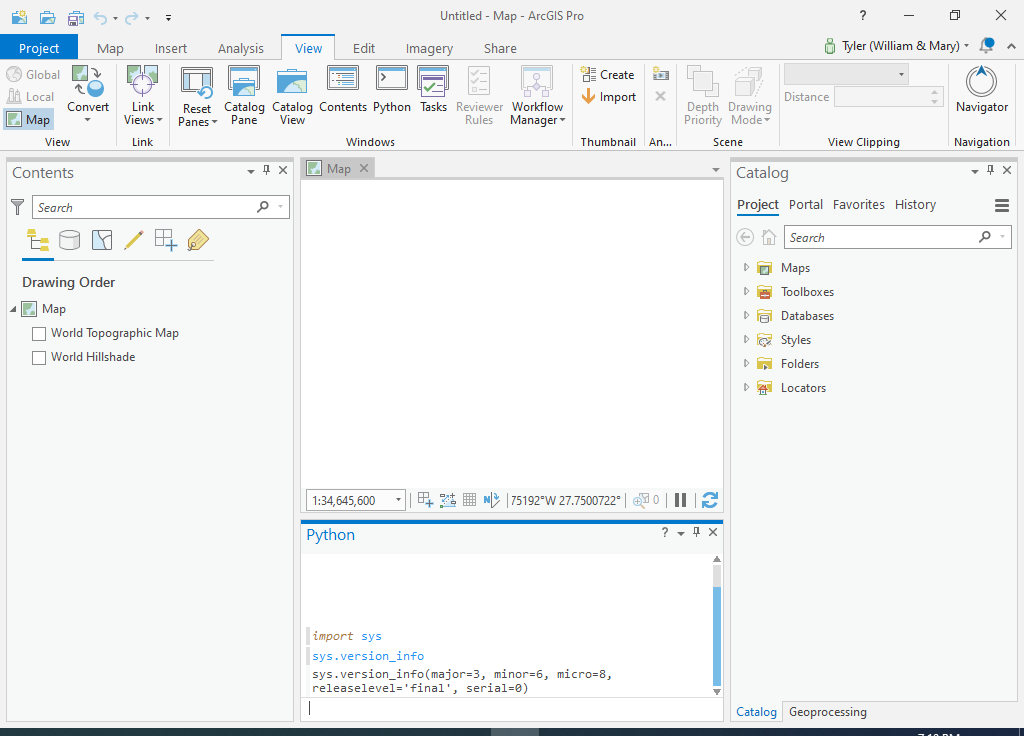 Untitled - Map - ArcGIS Pro
?
Project Map Insert Analysis View Edit Imagery Share
Tyler (William & Mary)
Global
Local
Map
Convert
Link Views
Reset Panes
Catalog Pane
Catalog View
Contents
Python
Tasks
Reviewer Rules
Workflow Manager
Create
Import
Depth Priority
Drawing Mode
Distance
Navigator
View Link Windows Thumbnail An... Scene View Clipping Navigation
Contents
Search
Drawing Order
Map
World Topographic Map
World Hillshade
Map
1:34,645,600
N
75192°W 27.7500722°
0
Python
?
import sys
sys.version_info
sys.version_info(major=3, minor=6, micro=8,
releaselevel='final', serial=0)
Catalog
Project Portal Favorites History
Search
Maps
Toolboxes
Databases
Styles
Folders
Locators
Catalog Geoprocessing